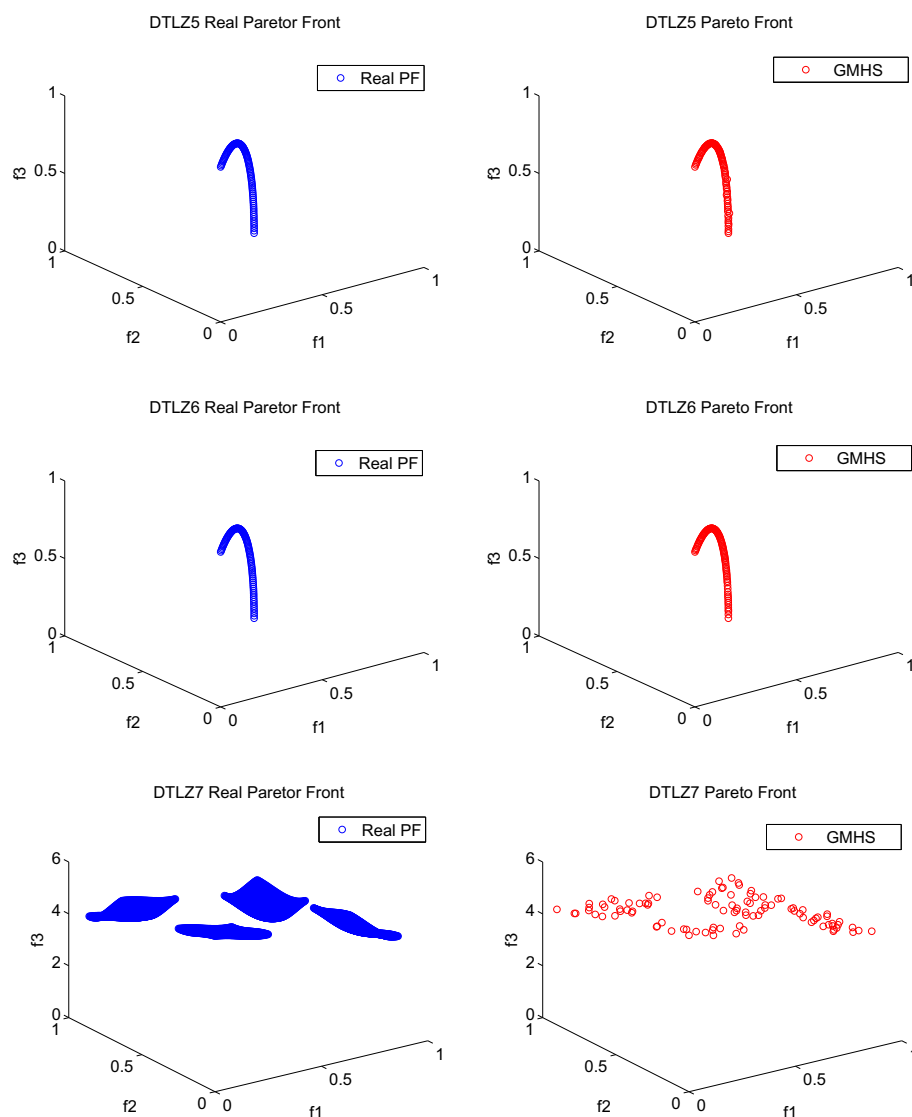 DTLZ5 Real Paretor Front
Real PF
1
0.5
0
f3
1
0.5
0
f2
0
0.5
1
f1
DTLZ5 Pareto Front
GMHS
1
0.5
0
f3
1
0.5
0
f2
0
0.5
1
f1
DTLZ6 Real Paretor Front
Real PF
1
0.5
0
f3
1
0.5
0
f2
0
0.5
1
f1
DTLZ6 Pareto Front
GMHS
1
0.5
0
f3
1
0.5
0
f2
0
0.5
1
f1
DTLZ7 Real Paretor Front
Real PF
6
4
2
0
f3
1
0.5
0
f2
0
0.5
1
f1
DTLZ7 Pareto Front
GMHS
6
4
2
0
f3
1
0.5
0
f2
0
0.5
1
f1